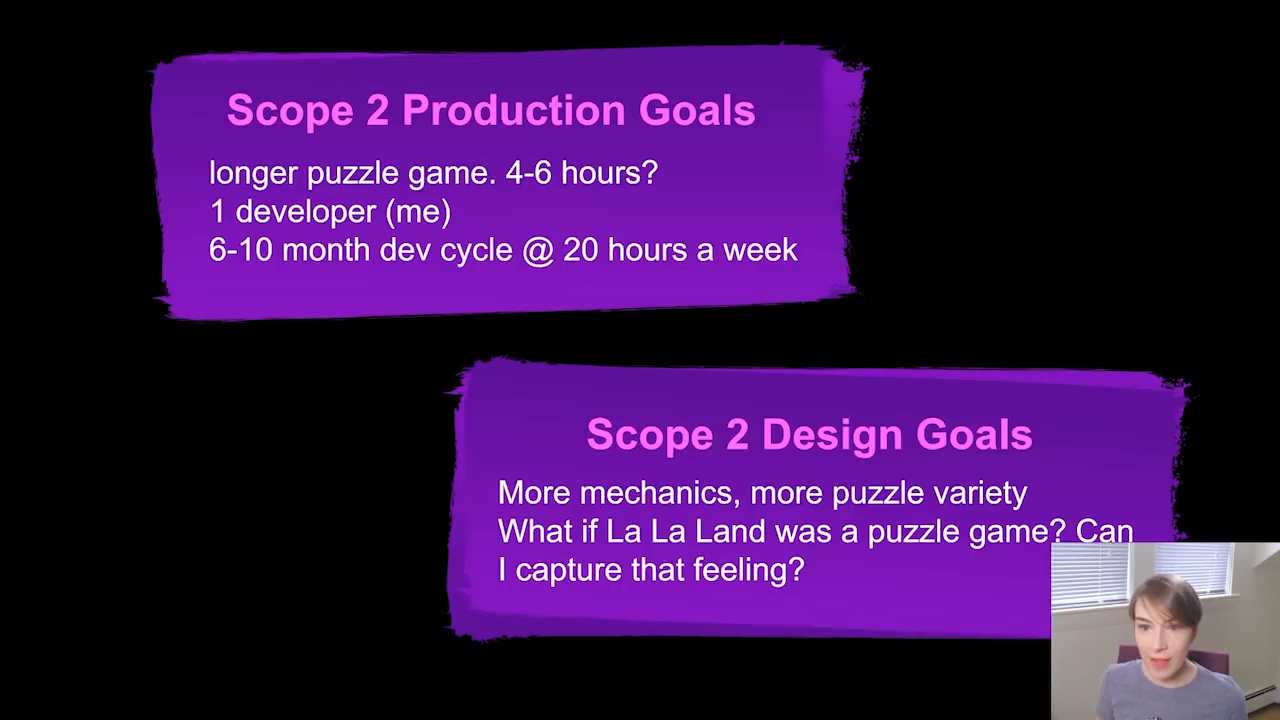 Scope 2 Production Goals
longer puzzle game. 4-6 hours?
1 developer (me)
6-10 month dev cycle @ 20 hours a week
Scope 2 Design Goals
More mechanics, more puzzle variety
What if La La Land was a puzzle game? Can
I capture that feeling?